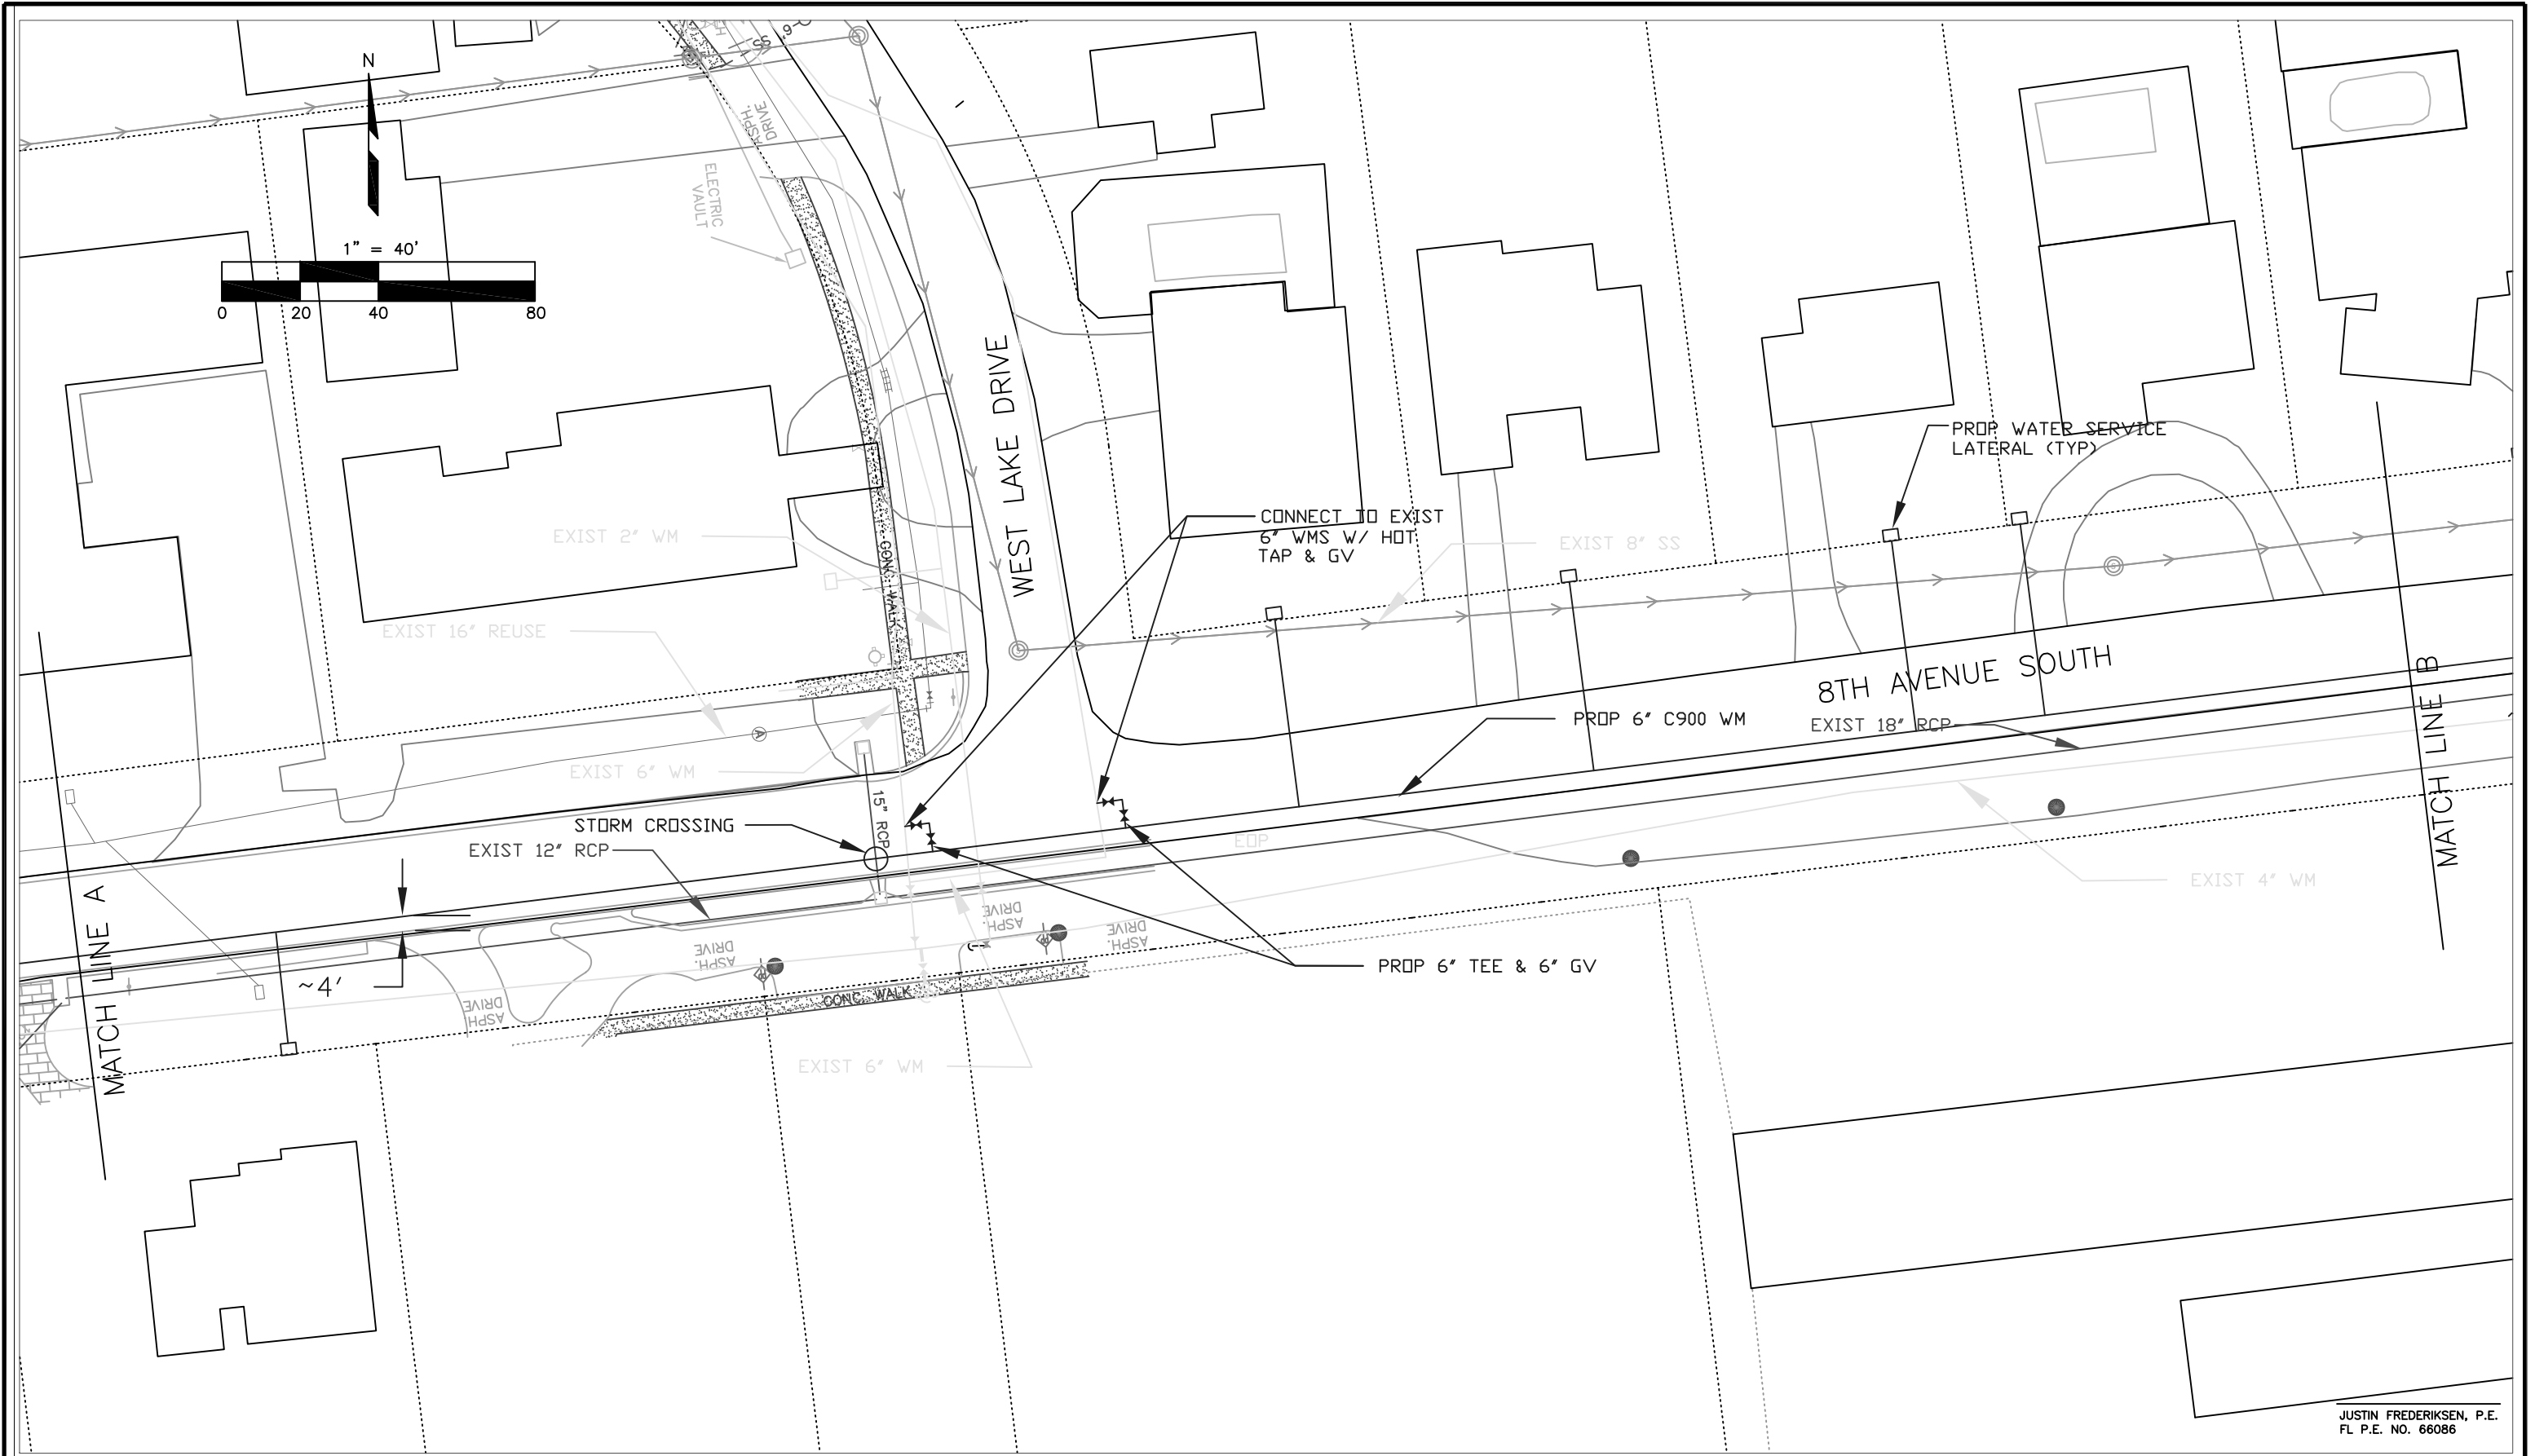 N
1" = 40'
0 20 40 80
6" SS
ASPH.
DRIVE
ELECTRIC
VAULT
WEST LAKE DRIVE
PROP WATER SERVICE
LATERAL (TYP)
CONNECT TO EXIST
6" WMS W/ HOT
TAP & GV
EXIST 2" WM
EXIST 8" SS
CONC. WALK
EXIST 16" REUSE
8TH AVENUE SOUTH
PROP 6" C900 WM
EXIST 18" RCP
A
EXIST 6" WM
15" RCP
STORM CROSSING
EXIST 12" RCP
EOP
EXIST 4" WM
MATCH LINE A
MATCH LINE B
ASPH.
DRIVE
ASPH.
DRIVE
ASPH.
DRIVE
PROP 6" TEE & 6" GV
~4'
ASPH
DRIVE
CONC. WALK
EXIST 6" WM
JUSTIN FREDERIKSEN, P.E.
FL P.E. NO. 66086